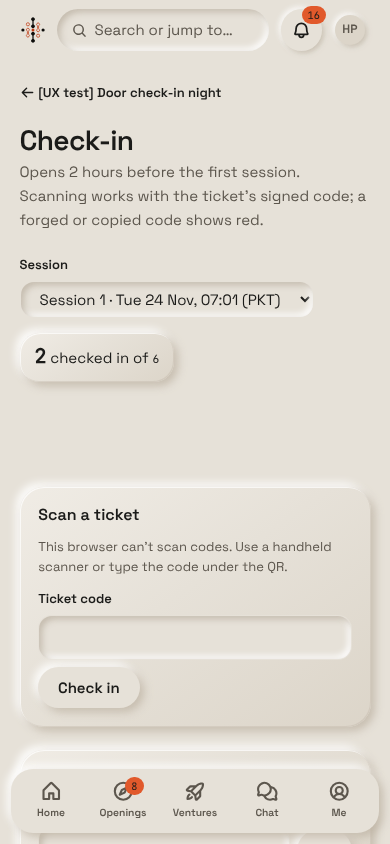 Search or jump to...
16
HP
← [UX test] Door check-in night
Check-in
Opens 2 hours before the first session.
Scanning works with the ticket's signed code; a
forged or copied code shows red.
Session
Session 1 · Tue 24 Nov, 07:01 (PKT)
2 checked in of 6
Scan a ticket
This browser can't scan codes. Use a handheld
scanner or type the code under the QR.
Ticket code
Check in
8
Home Openings Ventures Chat Me